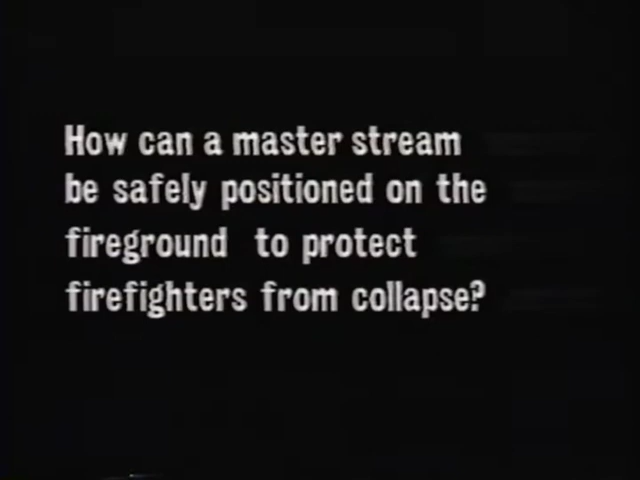 How can a master stream
be safely positioned on the
fireground to protect
firefighters from collapse?